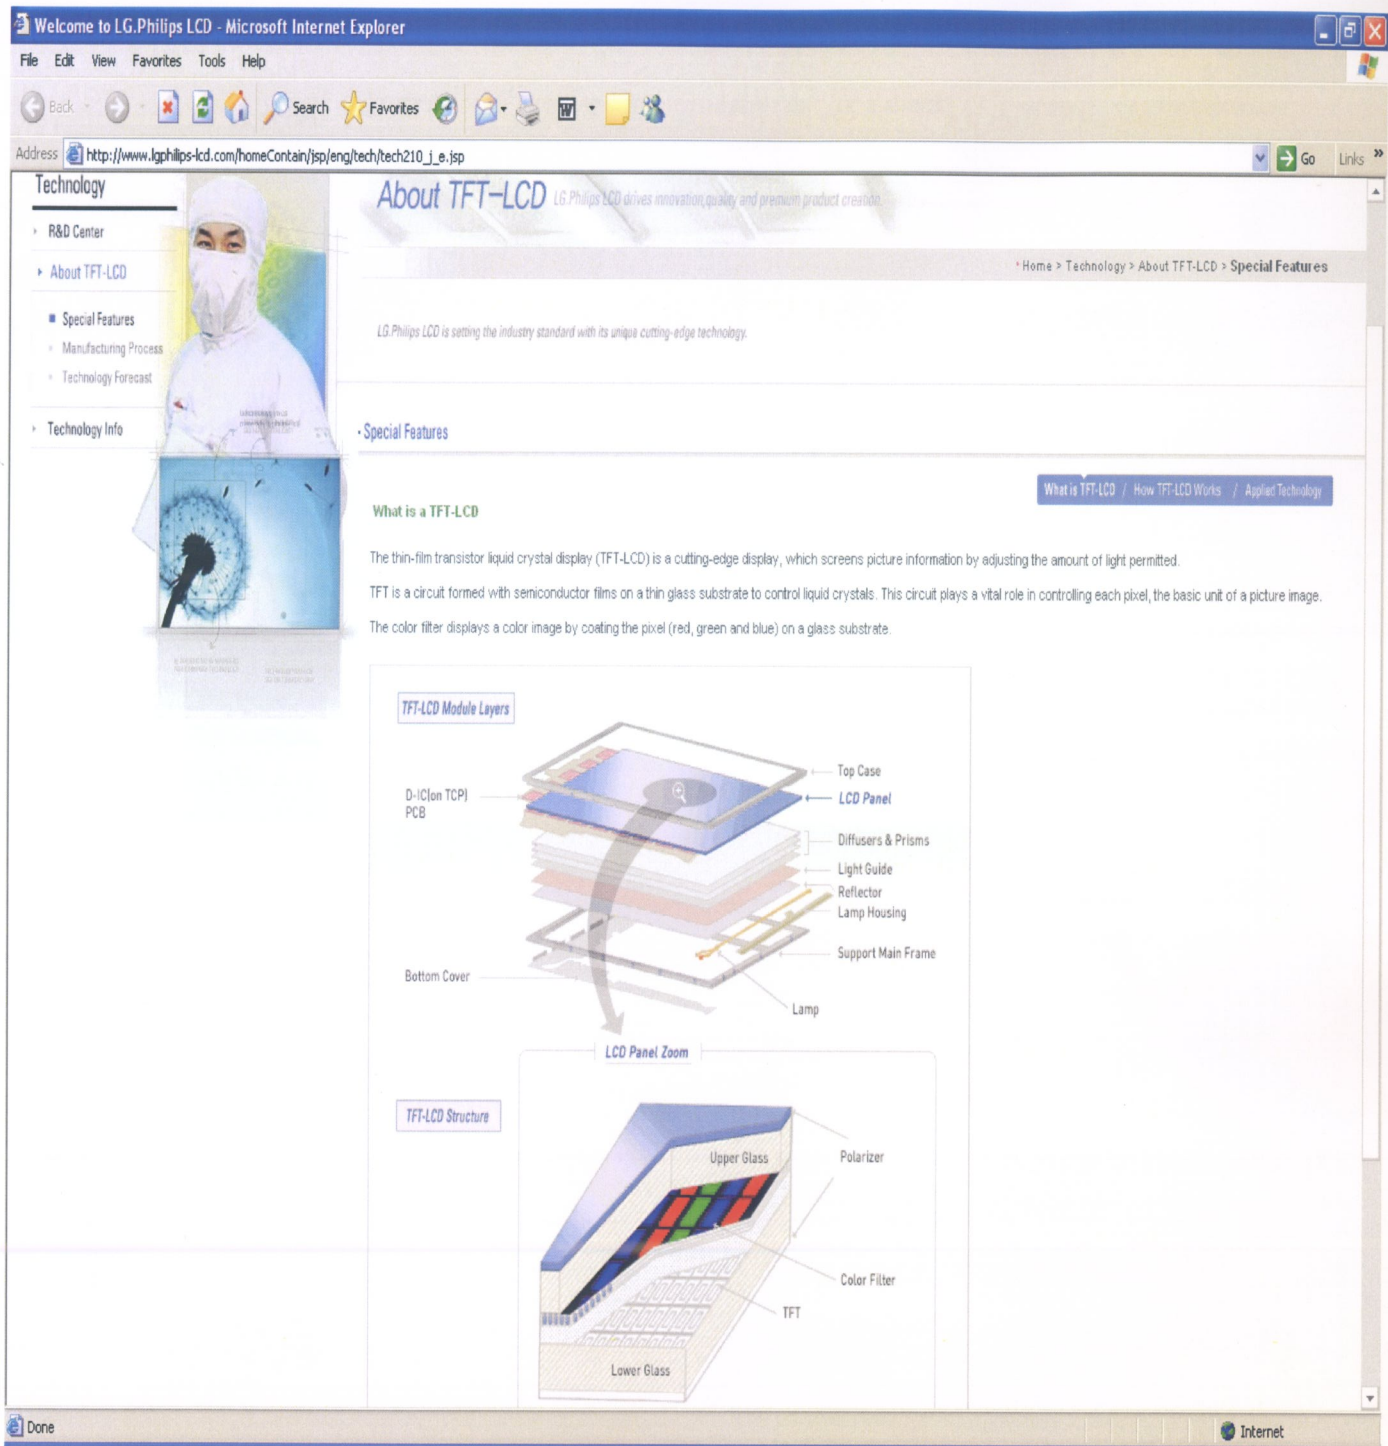 Welcome to LG.Philips LCD - Microsoft Internet Explorer
File Edit View Favorites Tools Help
Back Search Favorites
Address http://www.lgphilips-lcd.com/homeContain/jsp/eng/tech/tech210_j_e.jsp Go Links »
Technology
R&D Center
About TFT-LCD
Special Features
Manufacturing Process
Technology Forecast
Technology Info
About TFT-LCD LG.Philips LCD drives innovation,quality and premium product creation.
Home > Technology > About TFT-LCD > Special Features
LG.Philips LCD is setting the industry standard with its unique cutting-edge technology.
Special Features
What is TFT-LCD / How TFT-LCD Works / Applied Technology
What is a TFT-LCD
The thin-film transistor liquid crystal display (TFT-LCD) is a cutting-edge display, which screens picture information by adjusting the amount of light permitted.
TFT is a circuit formed with semiconductor films on a thin glass substrate to control liquid crystals. This circuit plays a vital role in controlling each pixel, the basic unit of a picture image.
The color filter displays a color image by coating the pixel (red, green and blue) on a glass substrate.
TFT-LCD Module Layers
Top Case
D-IC(on TCP)
PCB
LCD Panel
Diffusers & Prisms
Light Guide
Reflector
Lamp Housing
Support Main Frame
Bottom Cover
Lamp
LCD Panel Zoom
TFT-LCD Structure
Upper Glass
Polarizer
Color Filter
TFT
Lower Glass
Done
Internet